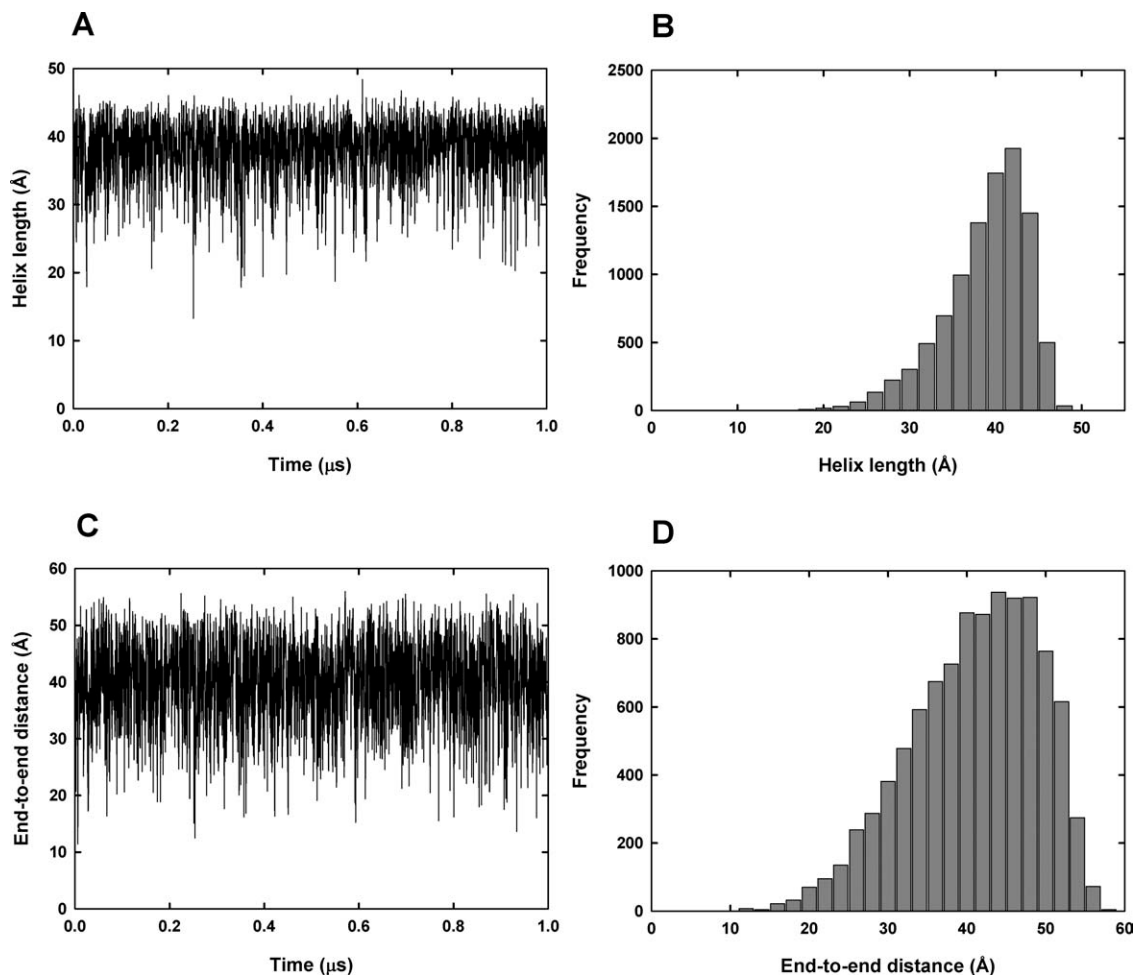 A
50
40
30
20
10
0
Helix length (Å)
0.0 0.2 0.4 0.6 0.8 1.0
Time (μs)
B
2500
2000
1500
1000
500
0
Frequency
0 10 20 30 40 50
Helix length (Å)
C
60
50
40
30
20
10
0
End-to-end distance (Å)
0.0 0.2 0.4 0.6 0.8 1.0
Time (μs)
D
1000
800
600
400
200
0
Frequency
0 10 20 30 40 50 60
End-to-end distance (Å)